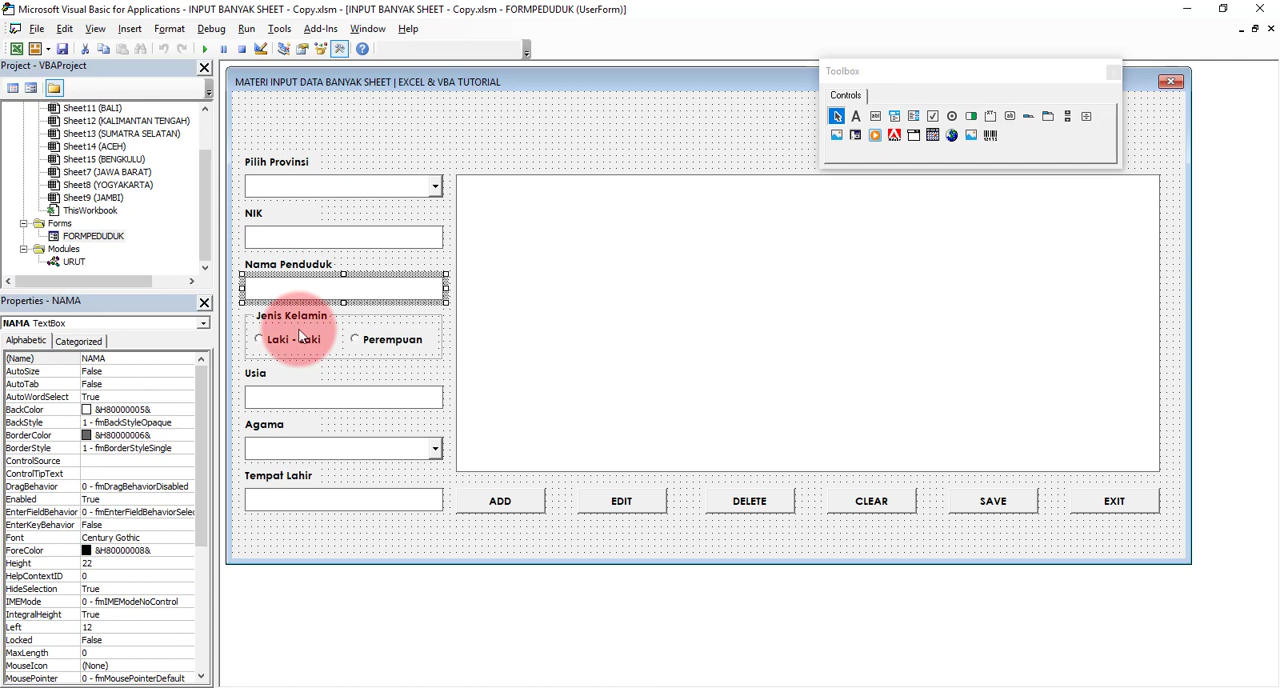 Microsoft Visual Basic for Applications - INPUT BANYAK SHEET - Copy.xlsm - [INPUT BANYAK SHEET - Copy.xlsm - FORMPEDUDUK (UserForm)]
File Edit View Insert Format Debug Run Tools Add-Ins Window Help
Project - VBAProject
Sheet11 (BALI)
Sheet12 (KALIMANTAN TENGAH)
Sheet13 (SUMATRA SELATAN)
Sheet14 (ACEH)
Sheet15 (BENGKULU)
Sheet7 (JAWA BARAT)
Sheet8 (YOGYAKARTA)
Sheet9 (JAMBI)
ThisWorkbook
Forms
FORMPEDUDUK
Modules
URUT
Properties - NAMA
NAMA TextBox
Alphabetic Categorized
(Name) NAMA
AutoSize False
AutoTab False
AutoWordSelect True
BackColor &H80000005&
BackStyle 1 - fmBackStyleOpaque
BorderColor &H80000006&
BorderStyle 1 - fmBorderStyleSingle
ControlSource
ControlTipText
DragBehavior 0 - fmDragBehaviorDisabled
Enabled True
EnterFieldBehavior 0 - fmEnterFieldBehaviorSelec
EnterKeyBehavior False
Font Century Gothic
ForeColor &H80000008&
Height 22
HelpContextID 0
HideSelection True
IMEMode 0 - fmIMEModeNoControl
IntegralHeight True
Left 12
Locked False
MaxLength 0
MouseIcon (None)
MousePointer 0 - fmMousePointerDefault
MATERI INPUT DATA BANYAK SHEET | EXCEL & VBA TUTORIAL
Pilih Provinsi
NIK
Nama Penduduk
Jenis Kelamin
Laki - Laki Perempuan
Usia
Agama
Tempat Lahir
ADD EDIT DELETE CLEAR SAVE EXIT
Toolbox
Controls